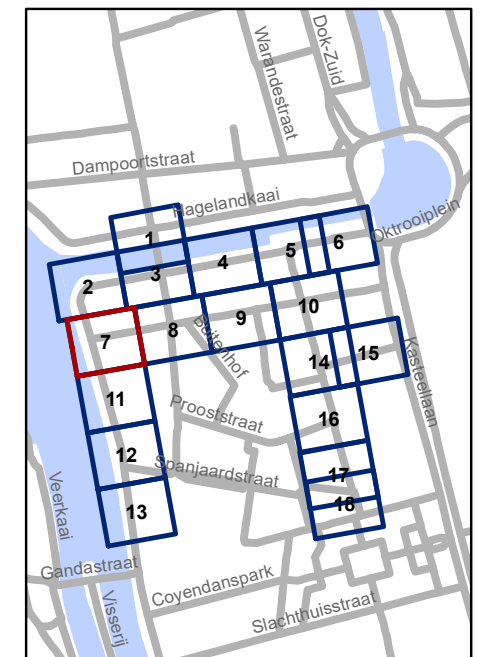 Dok-Zuid
Warandestraat
Dampoortstraat
Hagelandkaai
Oktrooiplein
1
2
3
4
5
6
7
8
9
10
Buitenhof
11
14
15
Kasteellaan
Prooststraat
16
12
Spanjaardstraat
17
18
13
Veerkaai
Gandastraat
Coyendanspark
Visserij
Slachthuisstraat